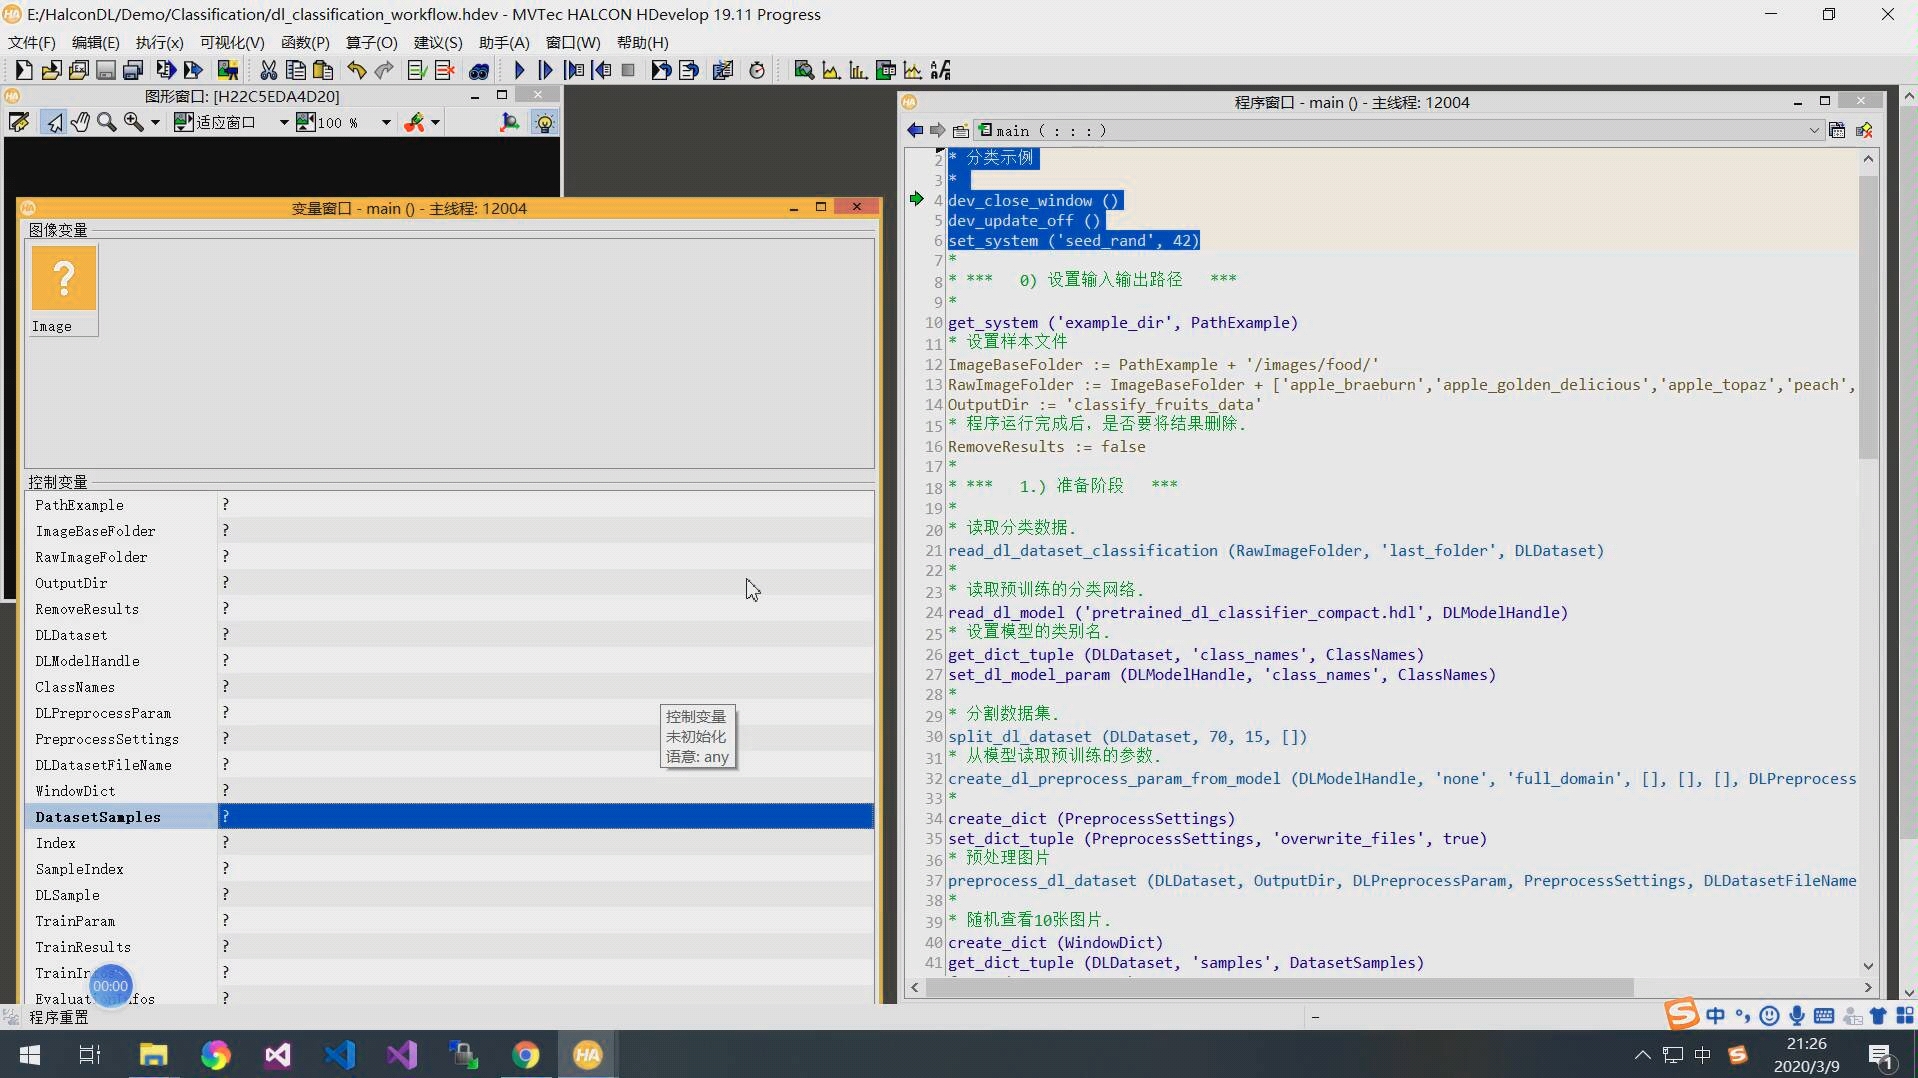 E:/HalconDL/Demo/Classification/dl_classification_workflow.hdev - MVTec HALCON HDevelop 19.11 Progress
文件(F) 编辑(E) 执行(x) 可视化(V) 函数(P) 算子(O) 建议(S) 助手(A) 窗口(W) 帮助(H)
图形窗口: [H22C5EDA4D20]
适应窗口 100 %
变量窗口 - main () - 主线程: 12004
图像变量
?
Image
控制变量
PathExample ?
ImageBaseFolder ?
RawImageFolder ?
OutputDir ?
RemoveResults ?
DLDataset ?
DLModelHandle ?
ClassNames ?
DLPreprocessParam ?
PreprocessSettings ?
DLDatasetFileName ?
WindowDict ?
DatasetSamples ?
Index ?
SampleIndex ?
DLSample ?
TrainParam ?
TrainResults ?
?
?
控制变量
未初始化
语意: any
00:00
程序重置
程序窗口 - main () - 主线程: 12004
main ( : : : )
2 * 分类示例
3 *
4 dev_close_window ()
5 dev_update_off ()
6 set_system ('seed_rand', 42)
7 *
8 * *** 0) 设置输入输出路径 ***
9 *
10 get_system ('example_dir', PathExample)
11 * 设置样本文件
12 ImageBaseFolder := PathExample + '/images/food/'
13 RawImageFolder := ImageBaseFolder + ['apple_braeburn','apple_golden_delicious','apple_topaz','peach',
14 OutputDir := 'classify_fruits_data'
15 * 程序运行完成后，是否要将结果删除.
16 RemoveResults := false
17 *
18 * *** 1.) 准备阶段 ***
19 *
20 * 读取分类数据.
21 read_dl_dataset_classification (RawImageFolder, 'last_folder', DLDataset)
22 *
23 * 读取预训练的分类网络.
24 read_dl_model ('pretrained_dl_classifier_compact.hdl', DLModelHandle)
25 * 设置模型的类别名.
26 get_dict_tuple (DLDataset, 'class_names', ClassNames)
27 set_dl_model_param (DLModelHandle, 'class_names', ClassNames)
28 *
29 * 分割数据集.
30 split_dl_dataset (DLDataset, 70, 15, [])
31 * 从模型读取预训练的参数.
32 create_dl_preprocess_param_from_model (DLModelHandle, 'none', 'full_domain', [], [], [], DLPreprocess
33 *
34 create_dict (PreprocessSettings)
35 set_dict_tuple (PreprocessSettings, 'overwrite_files', true)
36 * 预处理图片
37 preprocess_dl_dataset (DLDataset, OutputDir, DLPreprocessParam, PreprocessSettings, DLDatasetFileName
38 *
39 * 随机查看10张图片.
40 create_dict (WindowDict)
41 get_dict_tuple (DLDataset, 'samples', DatasetSamples)
–
中
中
21:26
2020/3/9
1